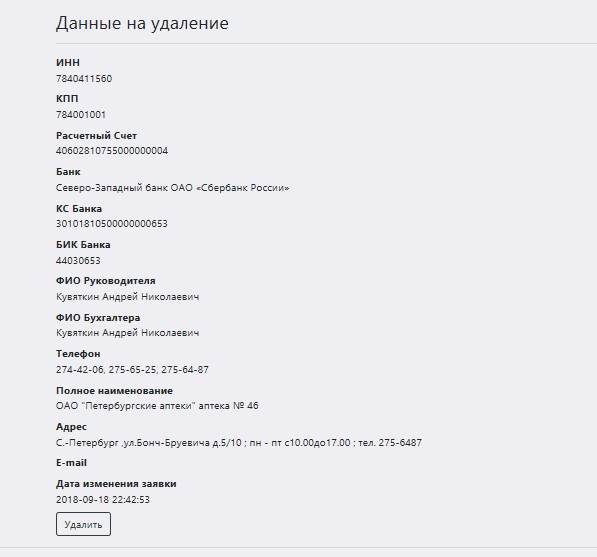 Данные на удаление
ИНН
7840411560
КПП
784001001
Расчетный Счет
40602810755000000004
Банк
Северо-Западный банк ОАО «Сбербанк России»
КС Банка
30101810500000000653
БИК Банка
44030653
ФИО Руководителя
Кувяткин Андрей Николаевич
ФИО Бухгалтера
Кувяткин Андрей Николаевич
Телефон
274-42-06, 275-65-25, 275-64-87
Полное наименование
ОАО "Петербургские аптеки" аптека № 46
Адрес
С.-Петербург ,ул.Бонч-Бруевича д.5/10 ; пн - пт с10.00до17.00 ; тел. 275-6487
E-mail
Дата изменения заявки
2018-09-18 22:42:53
Удалить